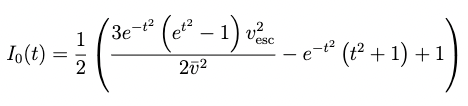 I₀(t) = \frac{1}{2} \left( \frac{3e^{-t^2} \left( e^{t^2} - 1 \right) v_{\text{esc}}^2}{2\bar{v}^2} - e^{-t^2} \left( t^2 + 1 \right) + 1 \right)